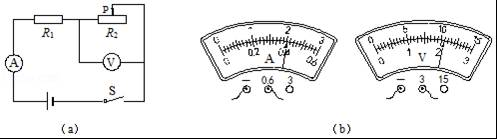 P
R₁ R₂
A V
S
(a)
0 1 2 3
0 0.2 0.4 0.6
A
— 0.6 3
0 5 10 15
0 1 2 3
V
— 3 15
(b)